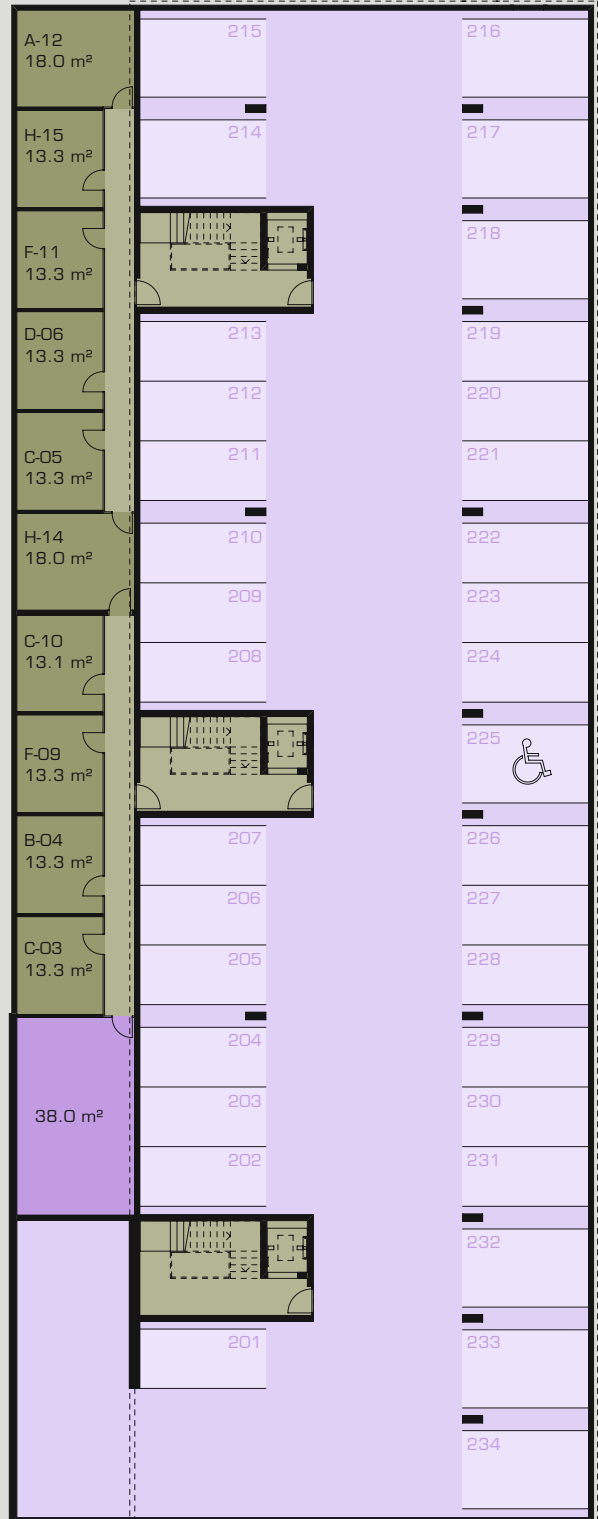 A-12
18.0 m²
H-15
13.3 m²
F-11
13.3 m²
D-06
13.3 m²
C-05
13.3 m²
H-14
18.0 m²
C-10
13.1 m²
F-09
13.3 m²
B-04
13.3 m²
C-03
13.3 m²
38.0 m²
215
214
213
212
211
210
209
208
207
206
205
204
203
202
201
216
217
218
219
220
221
222
223
224
225
226
227
228
229
230
231
232
233
234